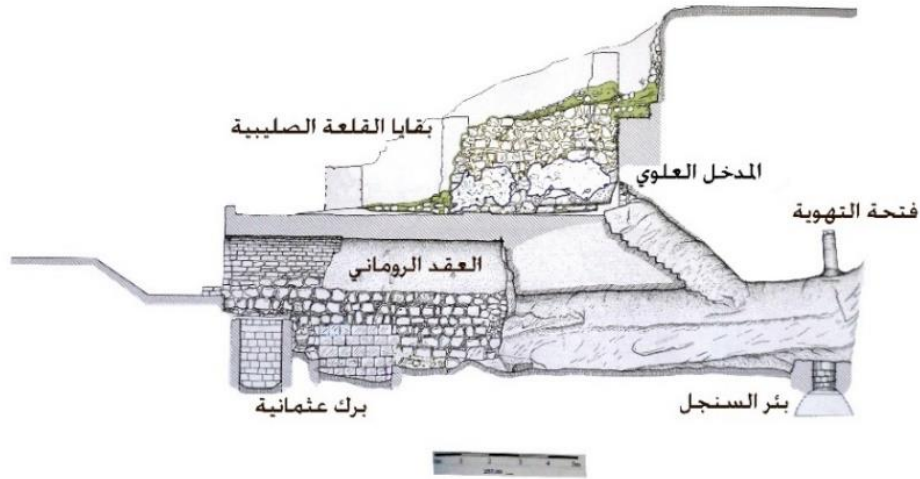 بقايا القلعة الصليبية
المدخل العلوي
فتحة التهوية
العقد الروماني
برك عثمانية
بئر السنجل